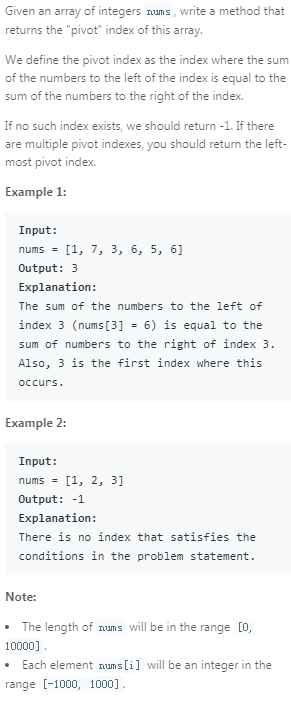 Given an array of integers nums, write a method that
returns the "pivot" index of this array.
We define the pivot index as the index where the sum
of the numbers to the left of the index is equal to the
sum of the numbers to the right of the index.
If no such index exists, we should return -1. If there
are multiple pivot indexes, you should return the left-
most pivot index.
Example 1:
Input:
nums = [1, 7, 3, 6, 5, 6]
Output: 3
Explanation:
The sum of the numbers to the left of
index 3 (nums[3] = 6) is equal to the
sum of numbers to the right of index 3.
Also, 3 is the first index where this
occurs.
Example 2:
Input:
nums = [1, 2, 3]
Output: -1
Explanation:
There is no index that satisfies the
conditions in the problem statement.
Note:
• The length of nums will be in the range [0,
10000].
• Each element nums[i] will be an integer in the
range [-1000, 1000].